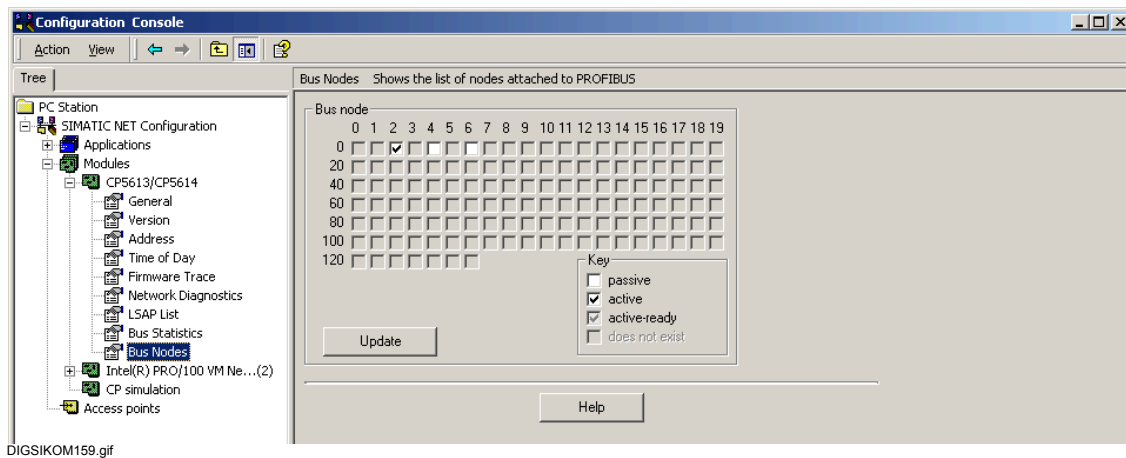 Configuration Console
Action View
Tree
Bus Nodes Shows the list of nodes attached to PROFIBUS
PC Station
SIMATIC NET Configuration
Applications
Modules
CP5613/CP5614
General
Version
Address
Time of Day
Firmware Trace
Network Diagnostics
LSAP List
Bus Statistics
Bus Nodes
Intel(R) PRO/100 VM Ne...(2)
CP simulation
Access points
Bus node
0 1 2 3 4 5 6 7 8 9 10 11 12 13 14 15 16 17 18 19
0
20
40
60
80
100
120
Key
passive
active
active-ready
does not exist
Update
Help
DIGSIKOM159.gif